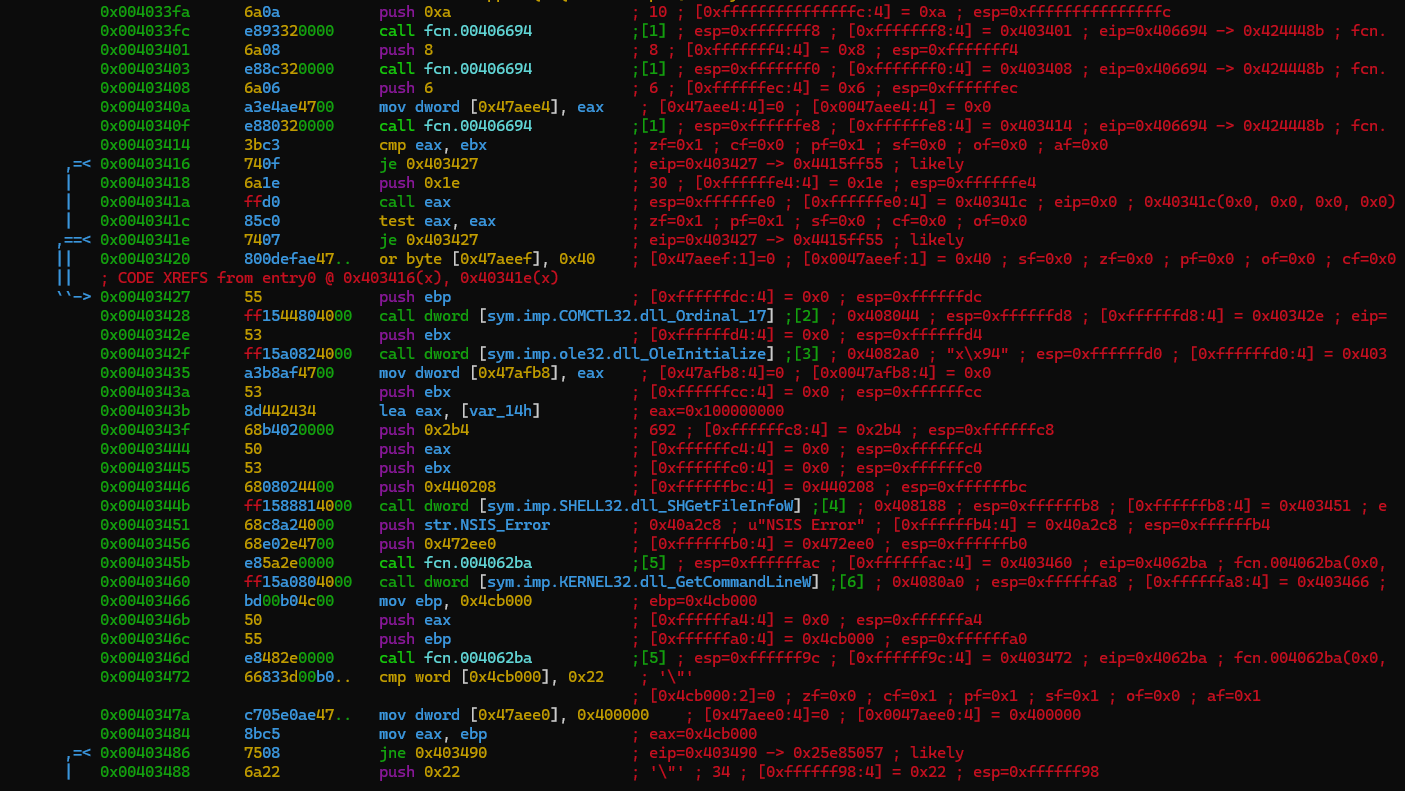 0x004033fa 6a0a push 0xa ; 10 ; [0xfffffffffffffffc:4] = 0xa ; esp=0xfffffffffffffffc
0x004033fc e893320000 call fcn.00406694 ;[1] ; esp=0xfffffff8 ; [0xfffffff8:4] = 0x403401 ; eip=0x406694 -> 0x424448b ; fcn.
0x00403401 6a08 push 8 ; 8 ; [0xfffffff4:4] = 0x8 ; esp=0xfffffff4
0x00403403 e88c320000 call fcn.00406694 ;[1] ; esp=0xfffffff0 ; [0xfffffff0:4] = 0x403408 ; eip=0x406694 -> 0x424448b ; fcn.
0x00403408 6a06 push 6 ; 6 ; [0xffffffec:4] = 0x6 ; esp=0xffffffec
0x0040340a a3e4ae4700 mov dword [0x47aee4], eax ; [0x47aee4:4]=0 ; [0x0047aee4:4] = 0x0
0x0040340f e880320000 call fcn.00406694 ;[1] ; esp=0xffffffe8 ; [0xffffffe8:4] = 0x403414 ; eip=0x406694 -> 0x424448b ; fcn.
0x00403414 3bc3 cmp eax, ebx ; zf=0x1 ; cf=0x0 ; pf=0x1 ; sf=0x0 ; of=0x0 ; af=0x0
,=< 0x00403416 740f je 0x403427 ; eip=0x403427 -> 0x4415ff55 ; likely
| 0x00403418 6a1e push 0x1e ; 30 ; [0xffffffe4:4] = 0x1e ; esp=0xffffffe4
| 0x0040341a ffd0 call eax ; esp=0xffffffe0 ; [0xffffffe0:4] = 0x40341c ; eip=0x0 ; 0x40341c(0x0, 0x0, 0x0, 0x0)
| 0x0040341c 85c0 test eax, eax ; zf=0x1 ; pf=0x1 ; sf=0x0 ; cf=0x0 ; of=0x0
,==< 0x0040341e 7407 je 0x403427 ; eip=0x403427 -> 0x4415ff55 ; likely
|| 0x00403420 800defae47.. or byte [0x47aeef], 0x40 ; [0x47aeef:1]=0 ; [0x0047aeef:1] = 0x40 ; sf=0x0 ; zf=0x0 ; pf=0x0 ; of=0x0 ; cf=0x0
|| ; CODE XREFS from entry0 @ 0x403416(x), 0x40341e(x)
``-> 0x00403427 55 push ebp ; [0xffffffdc:4] = 0x0 ; esp=0xffffffdc
0x00403428 ff1544804000 call dword [sym.imp.COMCTL32.dll_Ordinal_17] ;[2] ; 0x408044 ; esp=0xffffffd8 ; [0xffffffd8:4] = 0x40342e ; eip=
0x0040342e 53 push ebx ; [0xffffffd4:4] = 0x0 ; esp=0xffffffd4
0x0040342f ff15a0824000 call dword [sym.imp.ole32.dll_OleInitialize] ;[3] ; 0x4082a0 ; "x\x94" ; esp=0xffffffd0 ; [0xffffffd0:4] = 0x403
0x00403435 a3b8af4700 mov dword [0x47afb8], eax ; [0x47afb8:4]=0 ; [0x0047afb8:4] = 0x0
0x0040343a 53 push ebx ; [0xffffffcc:4] = 0x0 ; esp=0xffffffcc
0x0040343b 8d442434 lea eax, [var_14h] ; eax=0x100000000
0x0040343f 68b4020000 push 0x2b4 ; 692 ; [0xffffffc8:4] = 0x2b4 ; esp=0xffffffc8
0x00403444 50 push eax ; [0xffffffc4:4] = 0x0 ; esp=0xffffffc4
0x00403445 53 push ebx ; [0xffffffc0:4] = 0x0 ; esp=0xffffffc0
0x00403446 6808024400 push 0x440208 ; [0xffffffbc:4] = 0x440208 ; esp=0xffffffbc
0x0040344b ff1588814000 call dword [sym.imp.SHELL32.dll_SHGetFileInfoW] ;[4] ; 0x408188 ; esp=0xffffffb8 ; [0xffffffb8:4] = 0x403451 ; e
0x00403451 68c8a24000 push str.NSIS_Error ; 0x40a2c8 ; u"NSIS Error" ; [0xffffffb4:4] = 0x40a2c8 ; esp=0xffffffb4
0x00403456 68e02e4700 push 0x472ee0 ; [0xffffffb0:4] = 0x472ee0 ; esp=0xffffffb0
0x0040345b e85a2e0000 call fcn.004062ba ;[5] ; esp=0xffffffac ; [0xffffffac:4] = 0x403460 ; eip=0x4062ba ; fcn.004062ba(0x0,
0x00403460 ff15a0804000 call dword [sym.imp.KERNEL32.dll_GetCommandLineW] ;[6] ; 0x4080a0 ; esp=0xffffffa8 ; [0xffffffa8:4] = 0x403466 ;
0x00403466 bd00b04c00 mov ebp, 0x4cb000 ; ebp=0x4cb000
0x0040346b 50 push eax ; [0xffffffa4:4] = 0x0 ; esp=0xffffffa4
0x0040346c 55 push ebp ; [0xffffffa0:4] = 0x4cb000 ; esp=0xffffffa0
0x0040346d e8482e0000 call fcn.004062ba ;[5] ; esp=0xffffff9c ; [0xffffff9c:4] = 0x403472 ; eip=0x4062ba ; fcn.004062ba(0x0,
0x00403472 66833d00b0.. cmp word [0x4cb000], 0x22 ; '\"'
; [0x4cb000:2]=0 ; zf=0x0 ; cf=0x1 ; pf=0x1 ; sf=0x1 ; of=0x0 ; af=0x1
0x0040347a c705e0ae47.. mov dword [0x47aee0], 0x400000 ; [0x47aee0:4]=0 ; [0x0047aee0:4] = 0x400000
0x00403484 8bc5 mov eax, ebp ; eax=0x4cb000
,=< 0x00403486 7508 jne 0x403490 ; eip=0x403490 -> 0x25e85057 ; likely
| 0x00403488 6a22 push 0x22 ; '\"' ; 34 ; [0xffffff98:4] = 0x22 ; esp=0xffffff98